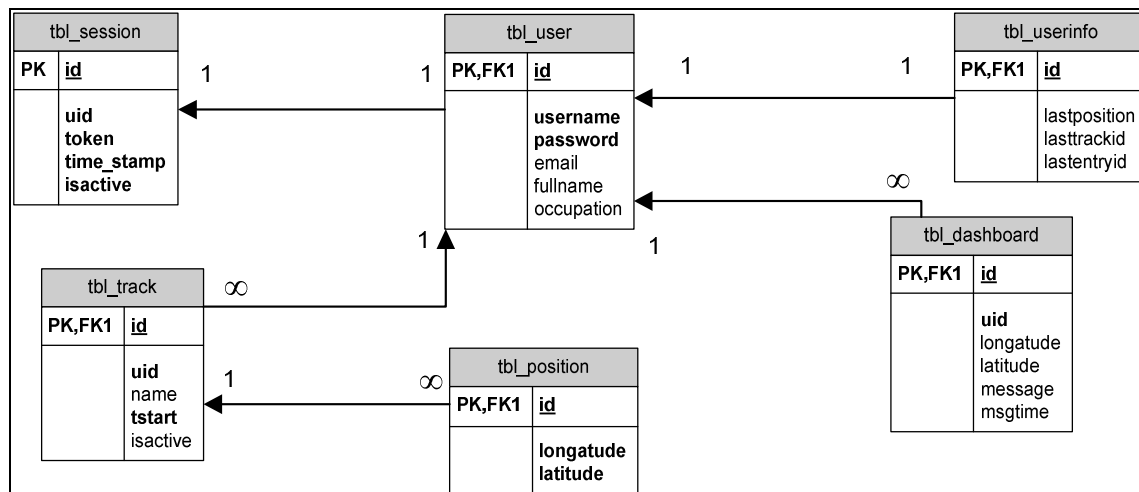 tbl_session
PK id
uid
token
time_stamp
isactive
1
1
tbl_user
PK,FK1 id
username
password
email
fullname
occupation
1
1
tbl_userinfo
PK,FK1 id
lastposition
lasttrackid
lastentryid
∞
1
tbl_dashboard
PK,FK1 id
uid
longatude
latitude
message
msgtime
1
∞
tbl_track
PK,FK1 id
uid
name
tstart
isactive
1
∞
tbl_position
PK,FK1 id
longatude
latitude